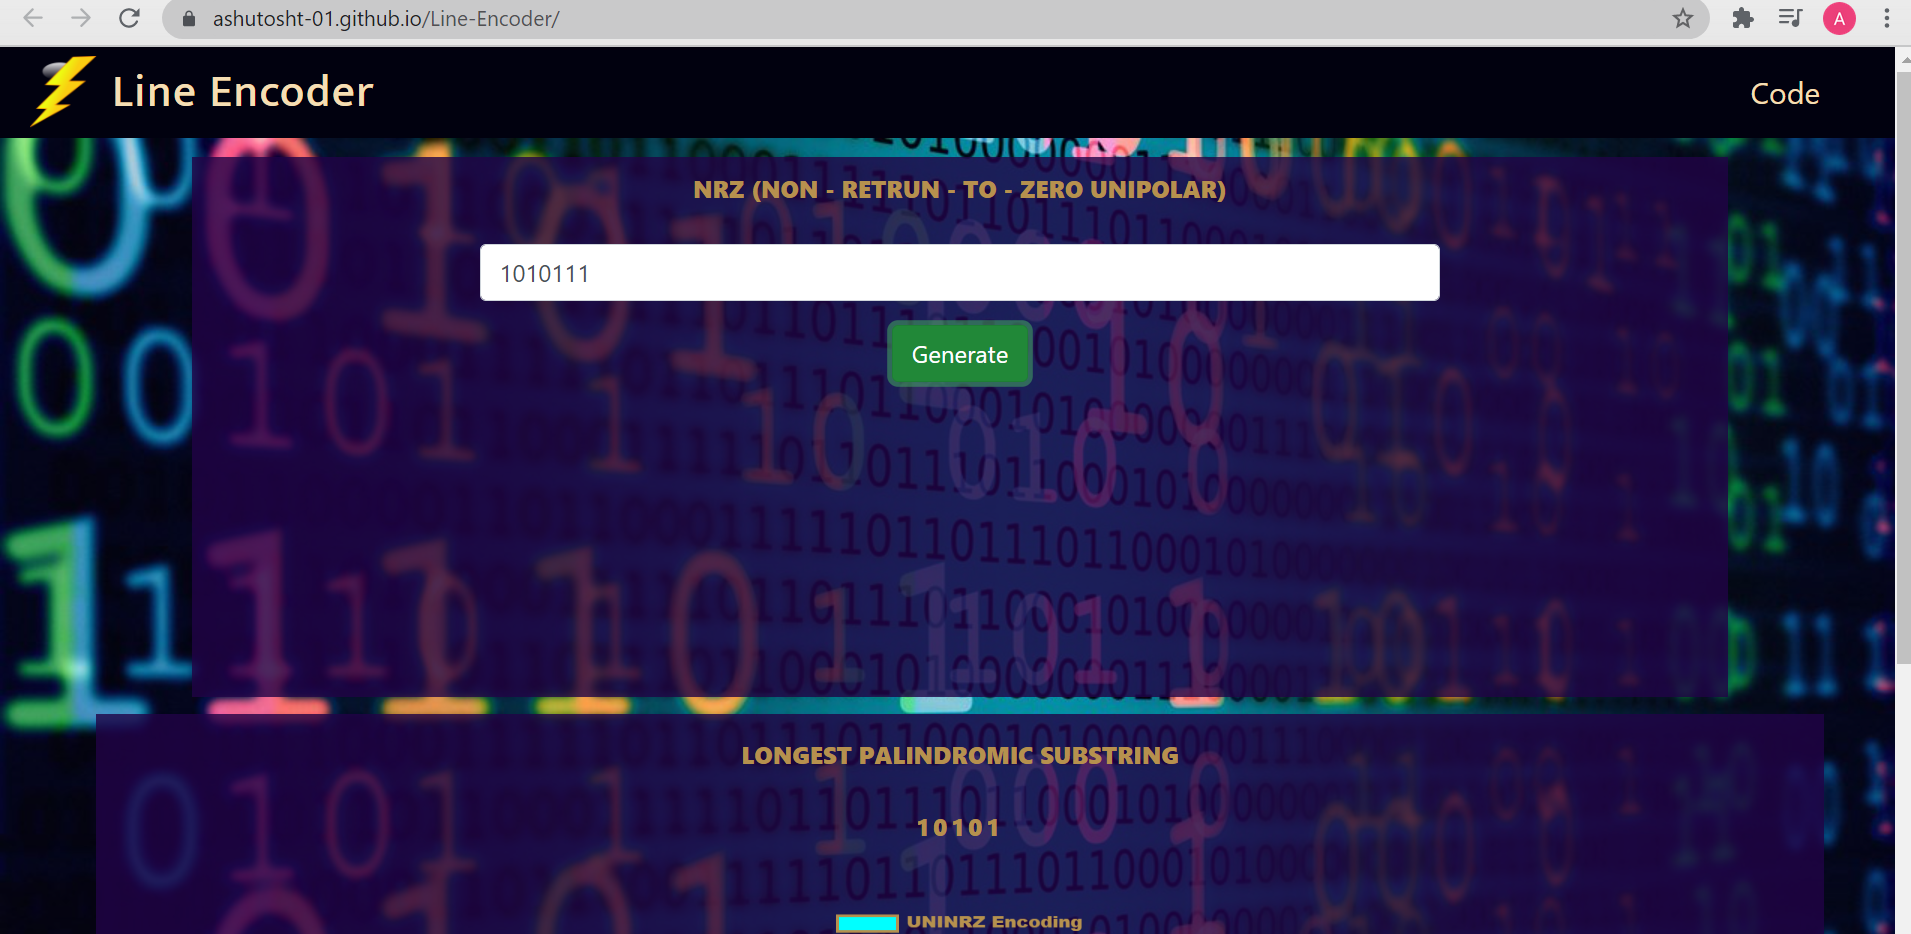 ashutosht-01.github.io/Line-Encoder/
A
Line Encoder
Code
NRZ (NON - RETRUN - TO - ZERO UNIPOLAR)
1010111
Generate
LONGEST PALINDROMIC SUBSTRING
10101
UNINRZ Encoding